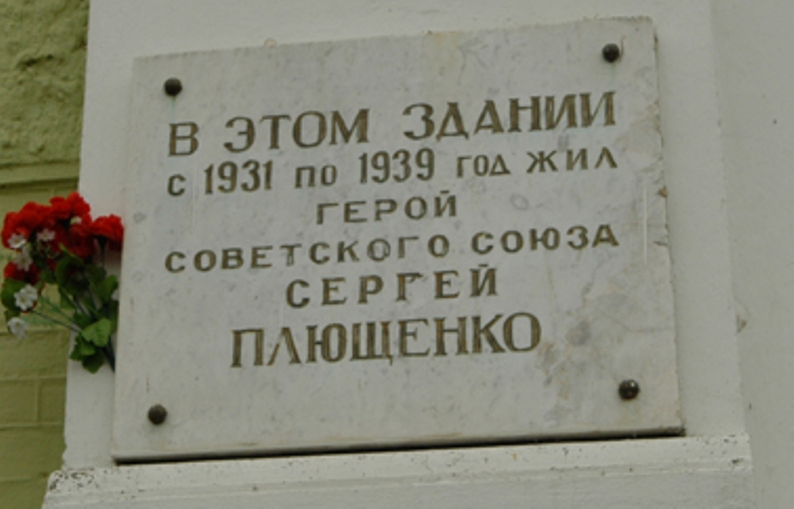 В ЭТОМ ЗДАНИИ
С 1931 ПО 1939 ГОД ЖИЛ
ГЕРОЙ
СОВЕТСКОГО СОЮЗА
СЕРГЕЙ
ПЛЮЩЕНКО